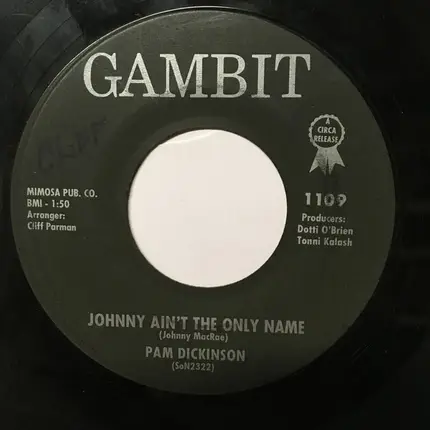 GAMBIT
A
CIRCA
RELEASE
MIMOSA PUB. CO.
BMI - 1:50
Arranger:
Cliff Parman
1109
Producers:
Dotti O'Brien
Tonni Kalash
JOHNNY AIN'T THE ONLY NAME
(Johnny MacRae)
PAM DICKINSON
(SoN2322)